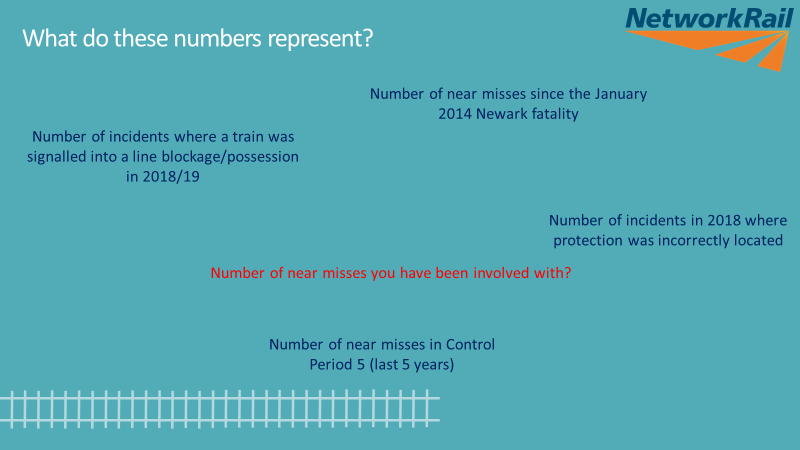 What do these numbers represent?
NetworkRail
Number of near misses since the January
2014 Newark fatality
Number of incidents where a train was
signalled into a line blockage/possession
in 2018/19
Number of incidents in 2018 where
protection was incorrectly located
Number of near misses you have been involved with?
Number of near misses in Control
Period 5 (last 5 years)